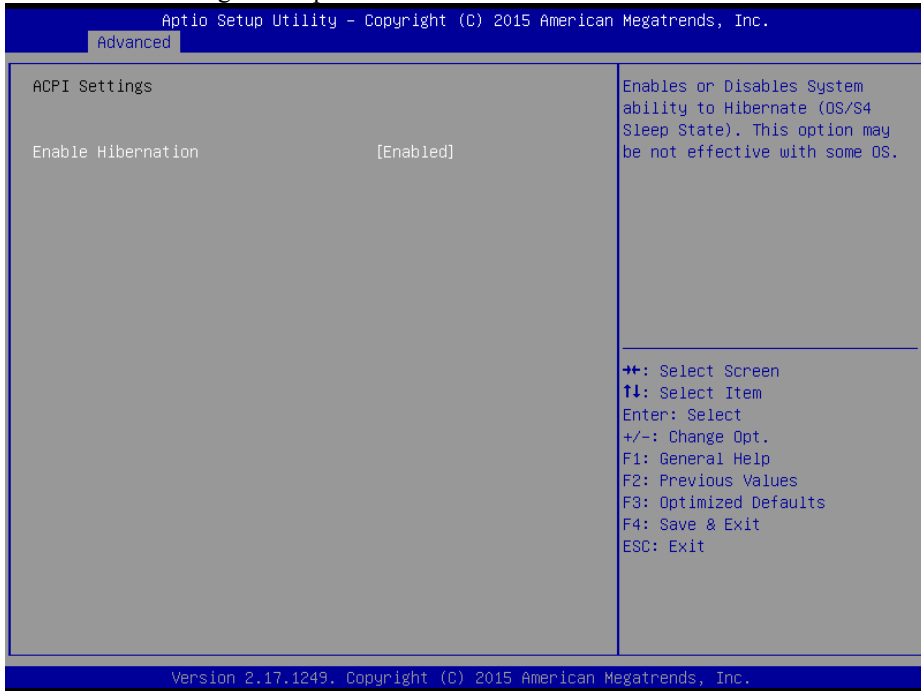 Aptio Setup Utility – Copyright (C) 2015 American Megatrends, Inc.
Advanced
ACPI Settings
Enable Hibernation [Enabled]
Enables or Disables System
ability to Hibernate (OS/S4
Sleep State). This option may
be not effective with some OS.
→←: Select Screen
↑↓: Select Item
Enter: Select
+/-: Change Opt.
F1: General Help
F2: Previous Values
F3: Optimized Defaults
F4: Save & Exit
ESC: Exit
Version 2.17.1249. Copyright (C) 2015 American Megatrends, Inc.